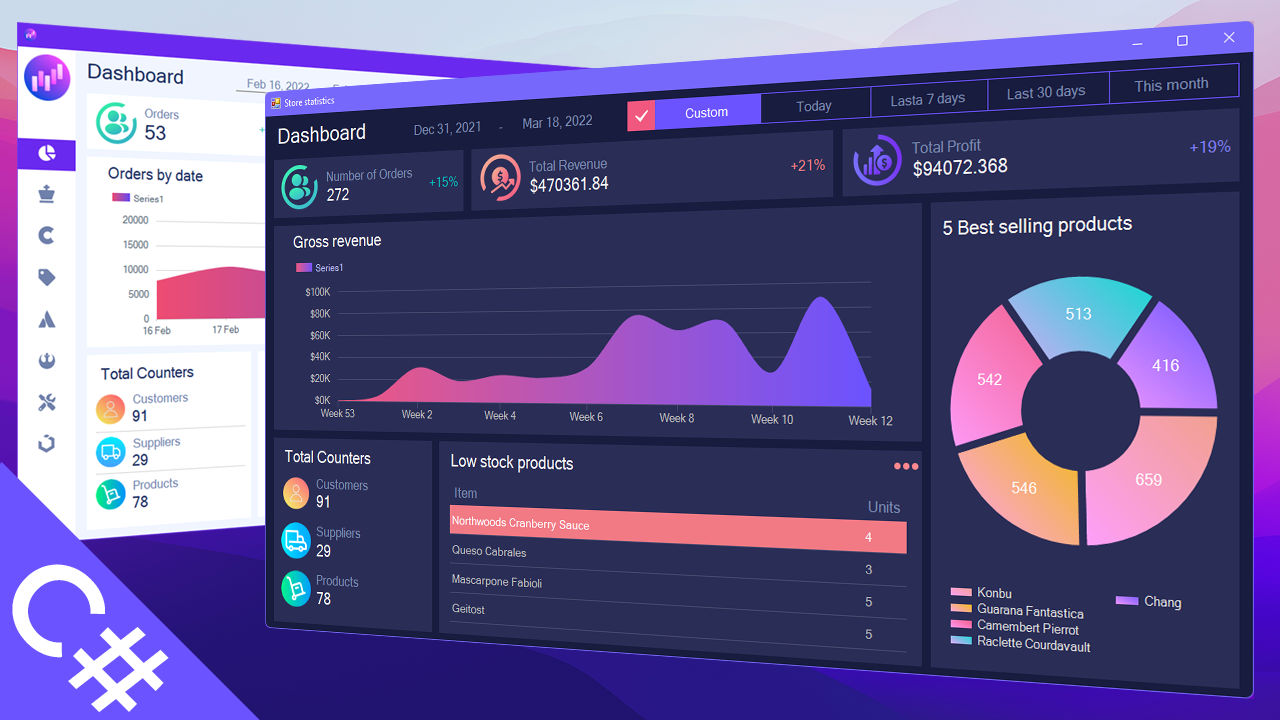 Dashboard
Feb 16, 2022
Orders
53
Orders by date
Series1
20000
15000
10000
5000
0
16 Feb
17 Feb
Total Counters
Customers
91
Suppliers
29
Products
78
C#
Store statistics
Dashboard
Dec 31, 2021 - Mar 18, 2022
Custom
Today
Lasta 7 days
Last 30 days
This month
Number of Orders
272
+15%
Total Revenue
$470361.84
+21%
Total Profit
$94072.368
+19%
Gross revenue
Series1
$100K
$80K
$60K
$40K
$20K
$0K
Week 53
Week 2
Week 4
Week 6
Week 8
Week 10
Week 12
5 Best selling products
513
416
542
546
659
Konbu
Guarana Fantastica
Camembert Pierrot
Raclette Courdavault
Chang
Total Counters
Customers
91
Suppliers
29
Products
78
Low stock products
Item Units
Northwoods Cranberry Sauce 4
Queso Cabrales 3
Mascarpone Fabioli 5
Geitost 5